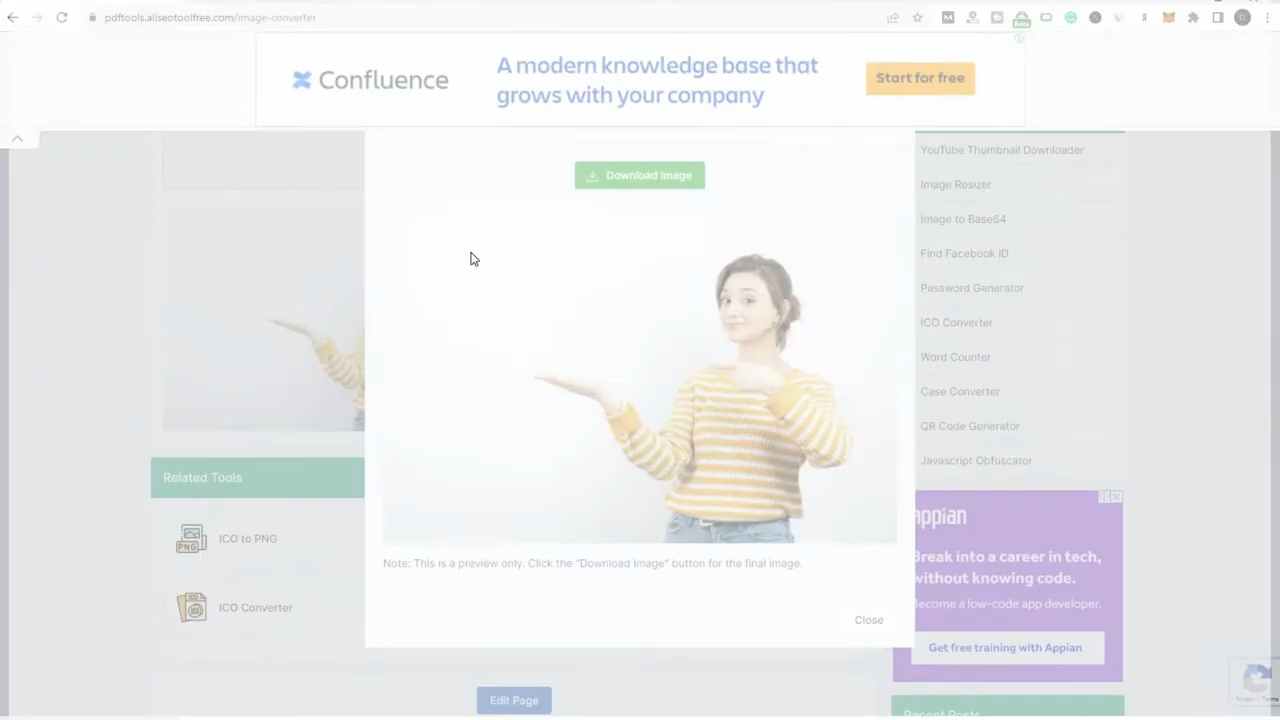 pdftools.allseotoolfree.com/image-converter
Confluence
A modern knowledge base that
grows with your company
Start for free
Download Image
YouTube Thumbnail Downloader
Image Resizer
Image to Base64
Find Facebook ID
Password Generator
ICO Converter
Word Counter
Case Converter
QR Code Generator
Javascript Obfuscator
Related Tools
PNG
ICO to PNG
ICO Converter
Note: This is a preview only. Click the "Download Image" button for the final image.
Close
appian
Break into a career in tech,
without knowing code.
Become a low-code app developer.
Get free training with Appian
Edit Page
Recent Posts